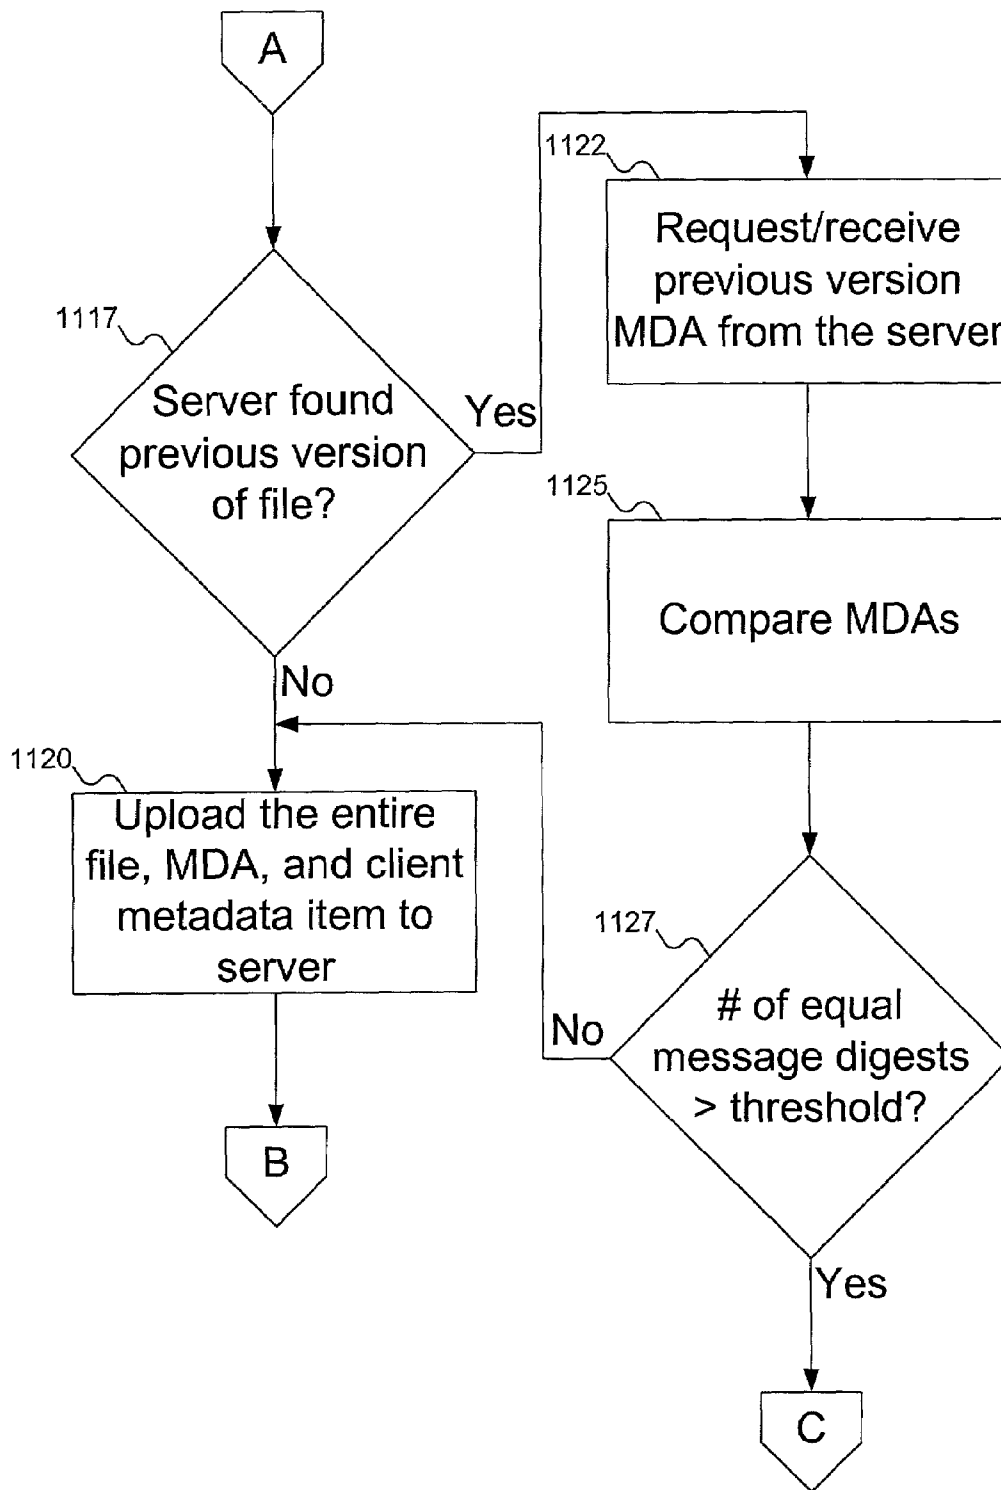 A
1117
Server found
previous version
of file?
Yes
No
1120
Upload the entire
file, MDA, and client
metadata item to
server
B
1122
Request/receive
previous version
MDA from the server
1125
Compare MDAs
1127
# of equal
message digests
> threshold?
No
Yes
C